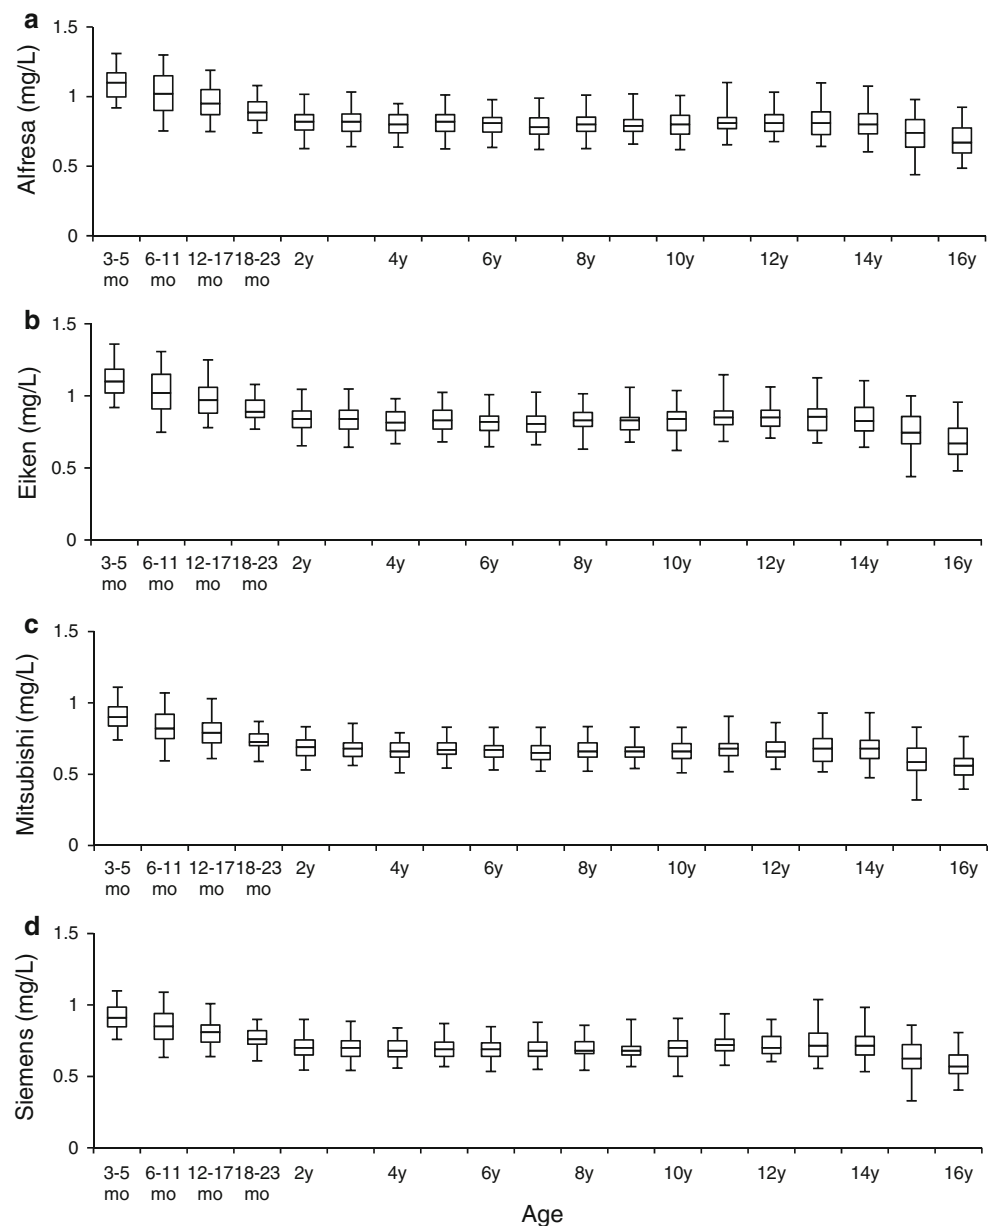 a
1.5
1
0.5
0
Alfresa (mg/L)
3-5 6-11 12-17 18-23 2y 4y 6y 8y 10y 12y 14y 16y
mo mo mo mo
b
1.5
1
0.5
0
Eiken (mg/L)
3-5 6-11 12-17 18-23 2y 4y 6y 8y 10y 12y 14y 16y
mo mo mo mo
c
1.5
1
0.5
0
Mitsubishi (mg/L)
3-5 6-11 12-17 18-23 2y 4y 6y 8y 10y 12y 14y 16y
mo mo mo mo
d
1.5
1
0.5
0
Siemens (mg/L)
3-5 6-11 12-17 18-23 2y 4y 6y 8y 10y 12y 14y 16y
mo mo mo mo
Age